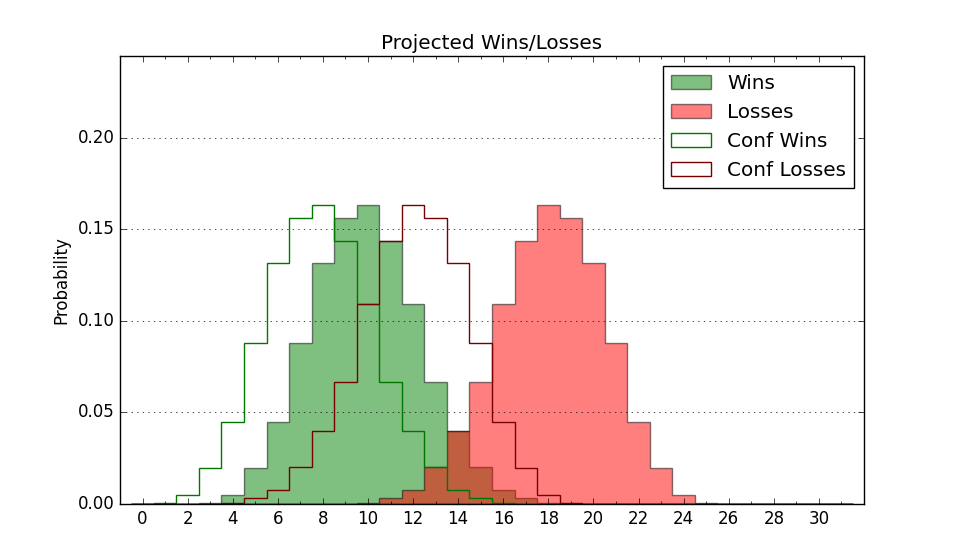 Projected Wins/Losses
Wins
Losses
Conf Wins
Conf Losses
Probability
0.20
0.15
0.10
0.05
0.00
0 2 4 6 8 10 12 14 16 18 20 22 24 26 28 30